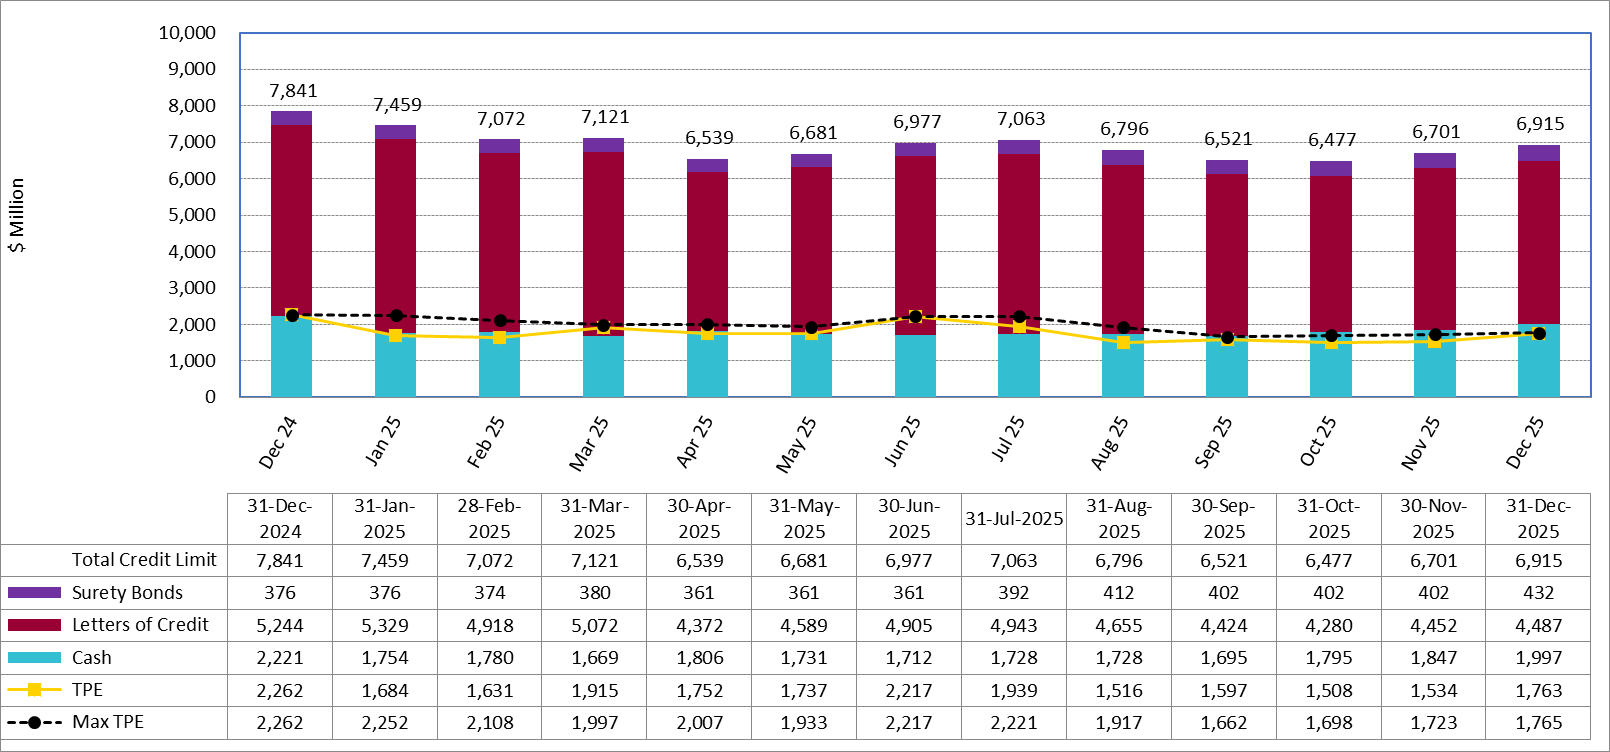 10,000
9,000
8,000
7,000
6,000
5,000
4,000
3,000
2,000
1,000
0
$ Million
7,841
7,459
7,072
7,121
6,539
6,681
6,977
7,063
6,796
6,521
6,477
6,701
6,915
Dec 24
Jan 25
Feb 25
Mar 25
Apr 25
May 25
Jun 25
Jul 25
Aug 25
Sep 25
Oct 25
Nov 25
Dec 25
31-Dec-2024 31-Jan-2025 28-Feb-2025 31-Mar-2025 30-Apr-2025 31-May-2025 30-Jun-2025 31-Jul-2025 31-Aug-2025 30-Sep-2025 31-Oct-2025 30-Nov-2025 31-Dec-2025
Total Credit Limit 7,841 7,459 7,072 7,121 6,539 6,681 6,977 7,063 6,796 6,521 6,477 6,701 6,915
Surety Bonds 376 376 374 380 361 361 361 392 412 402 402 402 432
Letters of Credit 5,244 5,329 4,918 5,072 4,372 4,589 4,905 4,943 4,655 4,424 4,280 4,452 4,487
Cash 2,221 1,754 1,780 1,669 1,806 1,731 1,712 1,728 1,728 1,695 1,795 1,847 1,997
TPE 2,262 1,684 1,631 1,915 1,752 1,737 2,217 1,939 1,516 1,597 1,508 1,534 1,763
Max TPE 2,262 2,252 2,108 1,997 2,007 1,933 2,217 2,221 1,917 1,662 1,698 1,723 1,765